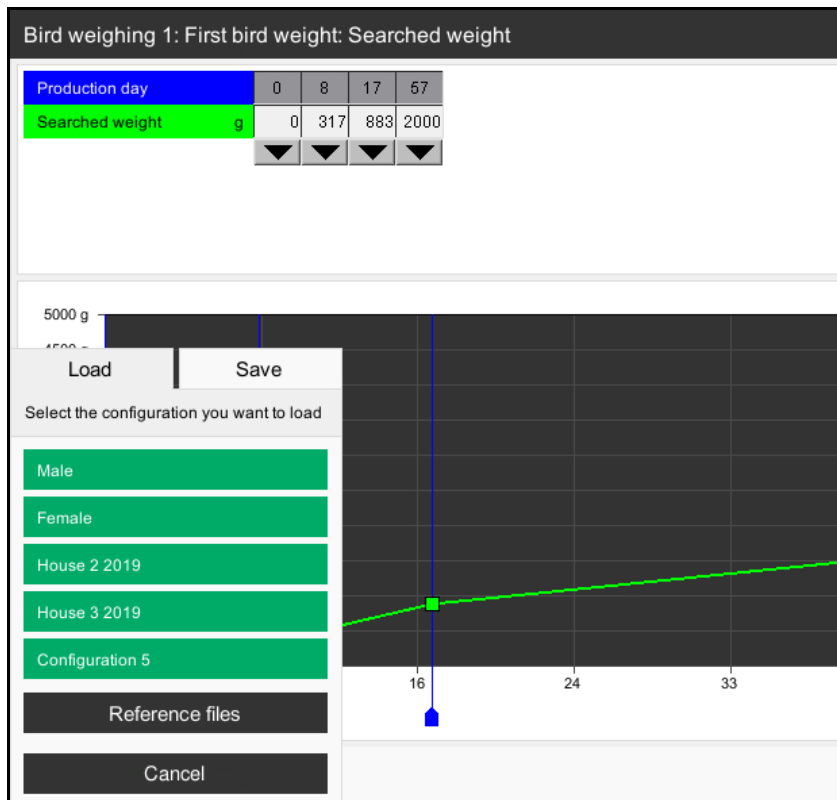 Bird weighing 1: First bird weight: Searched weight
Production day 0 8 17 57
Searched weight g 0 317 883 2000
5000 g
Load Save
Select the configuration you want to load
Male
Female
House 2 2019
House 3 2019
Configuration 5
16 24 33
Reference files
Cancel